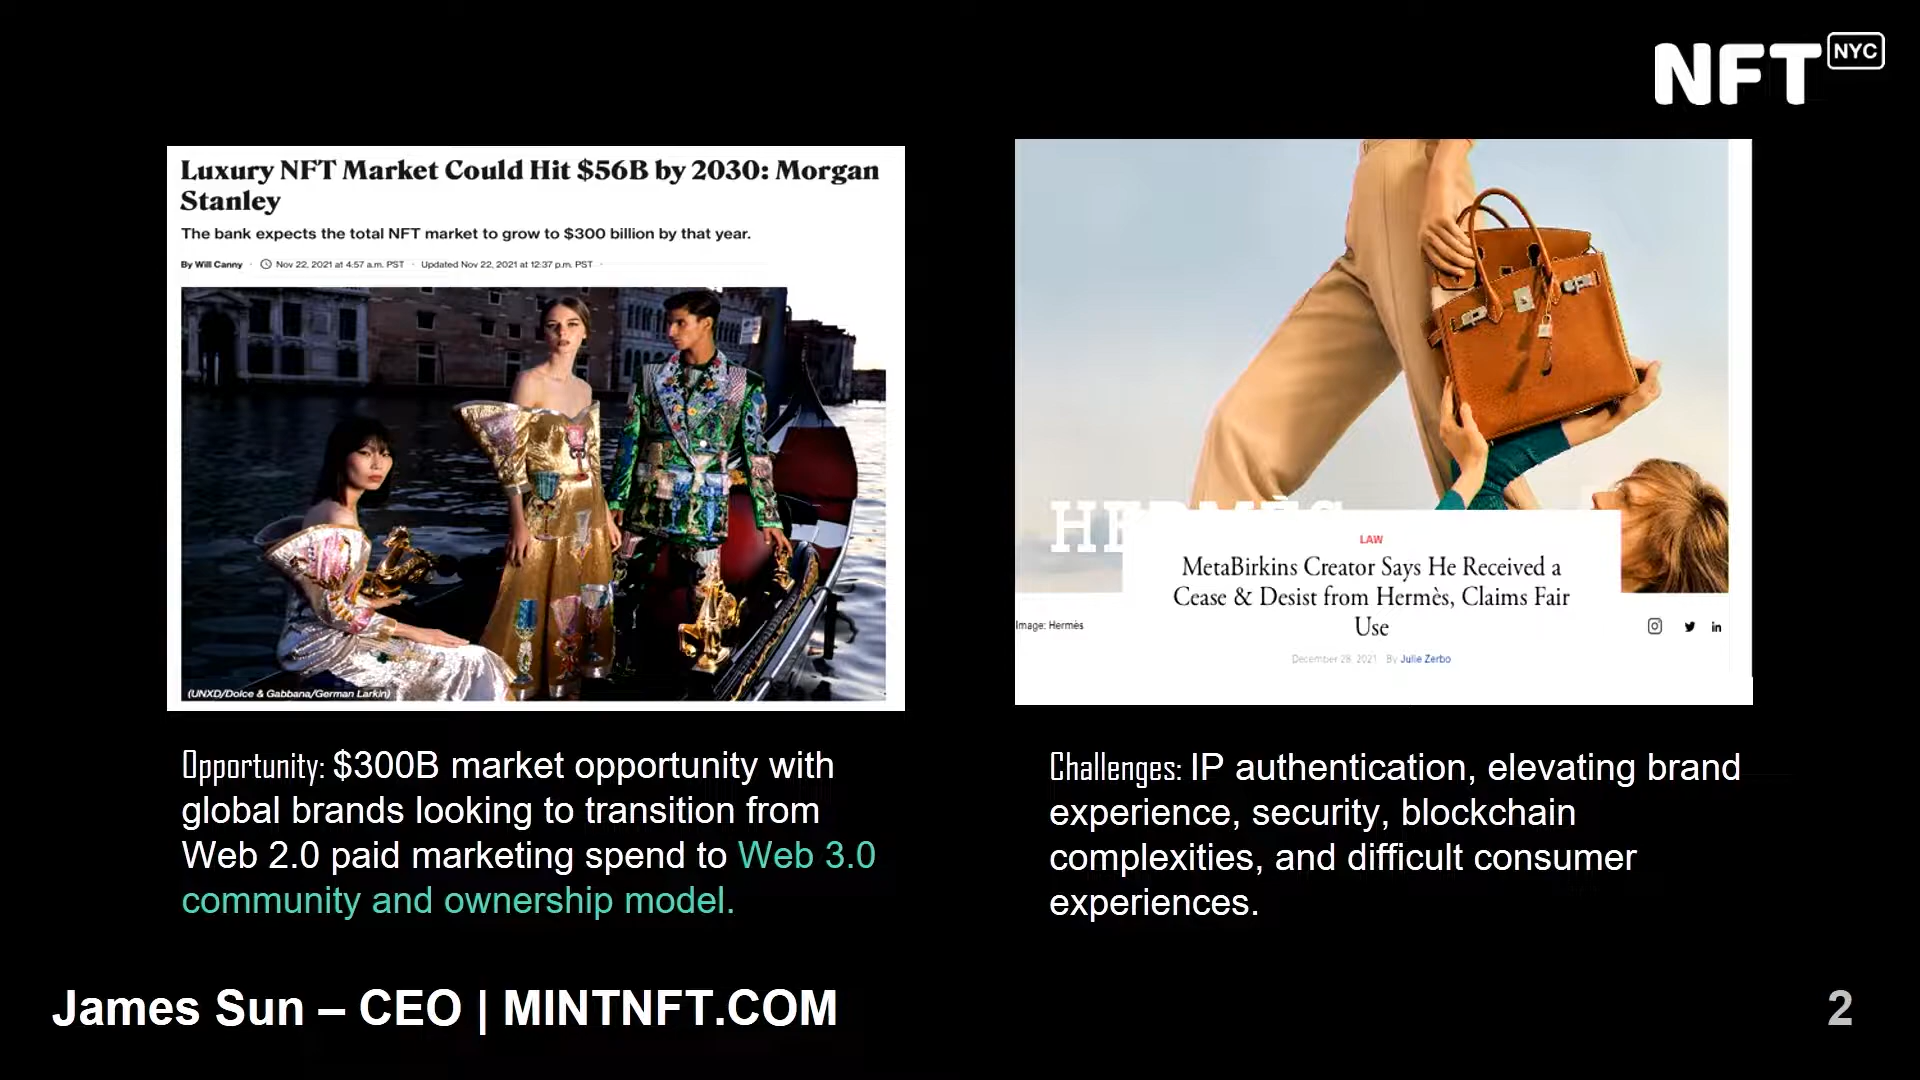 NFT NYC
Luxury NFT Market Could Hit $56B by 2030: Morgan
Stanley
The bank expects the total NFT market to grow to $300 billion by that year.
By Will Canny · Nov 22, 2021 at 4:57 a.m. PST · Updated Nov 22, 2021 at 12:37 p.m. PST ·
(UNXD/Dolce & Gabbana/German Larkin)
Opportunity: $300B market opportunity with
global brands looking to transition from
Web 2.0 paid marketing spend to Web 3.0
community and ownership model.
HERMÈS
LAW
MetaBirkins Creator Says He Received a
Cease & Desist from Hermès, Claims Fair
Use
Image: Hermès
December 28, 2021 By Julie Zerbo
Challenges: IP authentication, elevating brand
experience, security, blockchain
complexities, and difficult consumer
experiences.
James Sun – CEO | MINTNFT.COM
2